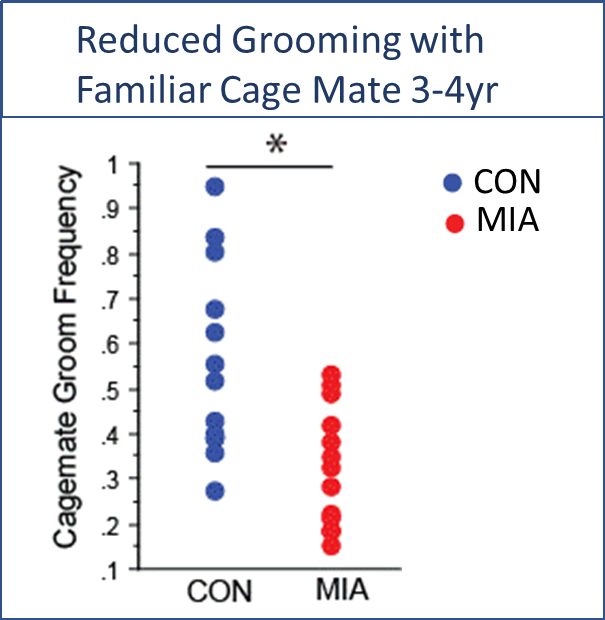 Reduced Grooming with
Familiar Cage Mate 3-4yr
*
CON
MIA
Cagemate Groom Frequency
1
.9
.8
.7
.6
.5
.4
.3
.2
.1
CON MIA